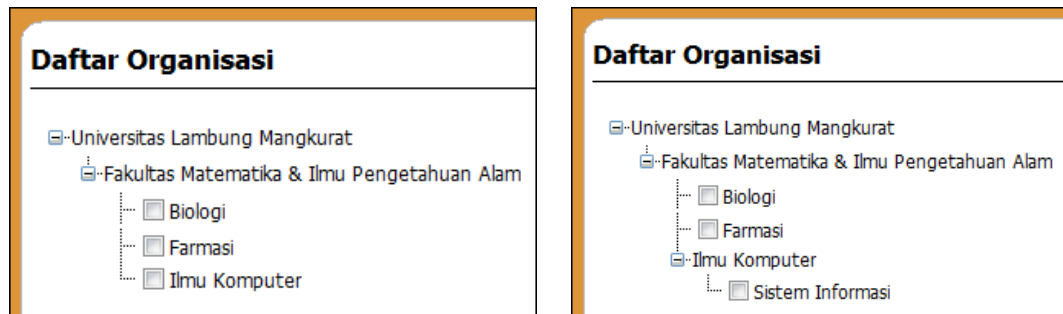 Daftar Organisasi
Universitas Lambung Mangkurat
Fakultas Matematika & Ilmu Pengetahuan Alam
Biologi
Farmasi
Ilmu Komputer
Daftar Organisasi
Universitas Lambung Mangkurat
Fakultas Matematika & Ilmu Pengetahuan Alam
Biologi
Farmasi
Ilmu Komputer
Sistem Informasi